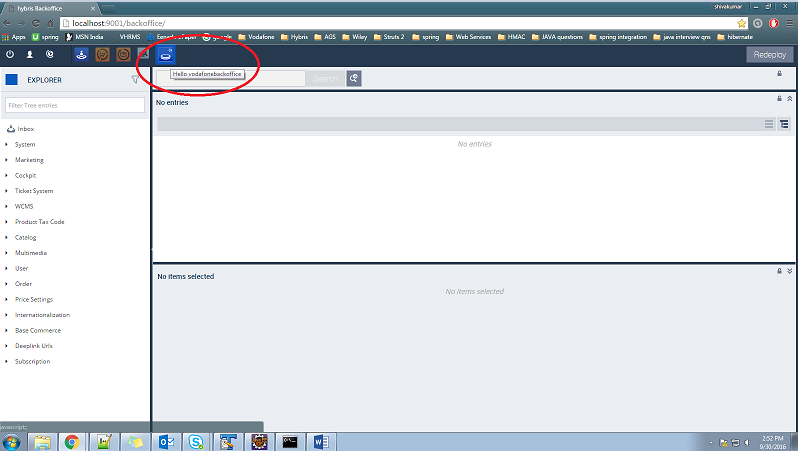 hybris Backoffice
shivakumar
localhost:9001/backoffice/
Apps spring MSN India VHRMS Eenadu ePaper google Vodafone Hybris AGS Wiley Struts 2 spring Web Services HMAC JAVA questions spring integration java interview qns hibernate
Redeploy
EXPLORER
Hello vodafonebackoffice
Search
Filter Tree entries
No entries
No entries
Inbox
System
Marketing
Cockpit
Ticket System
WCMS
Product Tax Code
Catalog
Multimedia
User
Order
Price Settings
Internationalization
Base Commerce
Deeplink Urls
Subscription
No items selected
No items selected
javascript:;
2:52 PM
9/30/2016